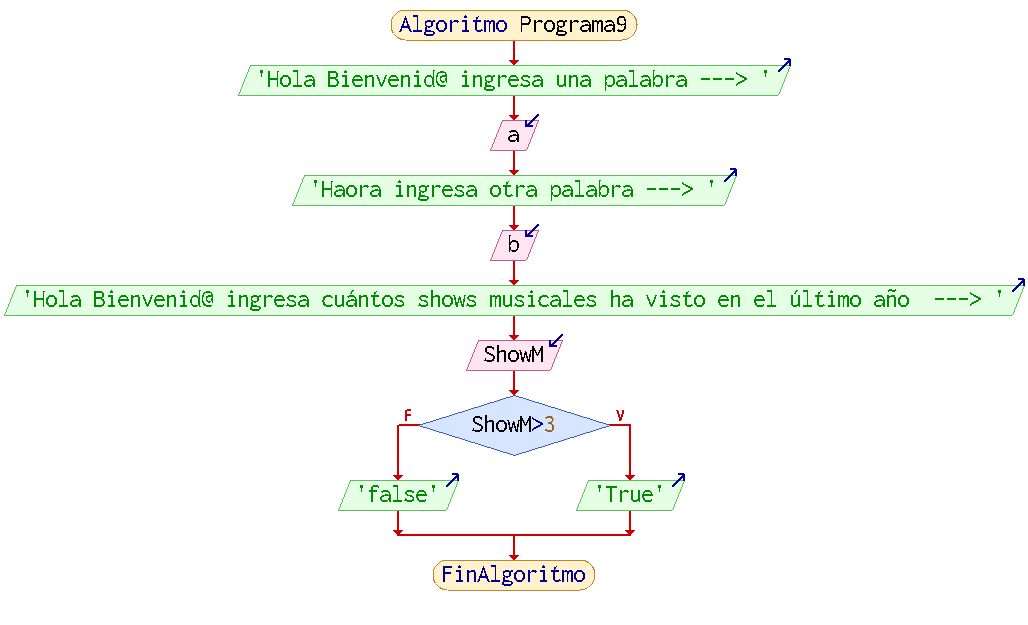 Algoritmo Programa9
'Hola Bienvenid@ ingresa una palabra ---> '
a
'Haora ingresa otra palabra ---> '
b
'Hola Bienvenid@ ingresa cuántos shows musicales ha visto en el último año  ---> '
ShowM
F
V
ShowM>3
'false'
'True'
FinAlgoritmo